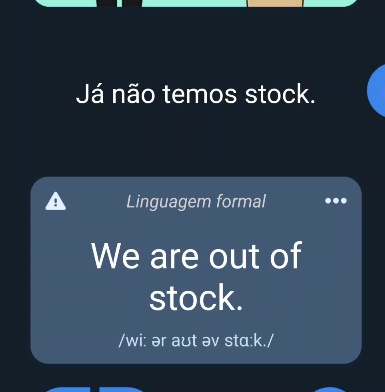 Já não temos stock.
Linguagem formal
We are out of
stock.
/wiː ər aʊt əv stɑːk./